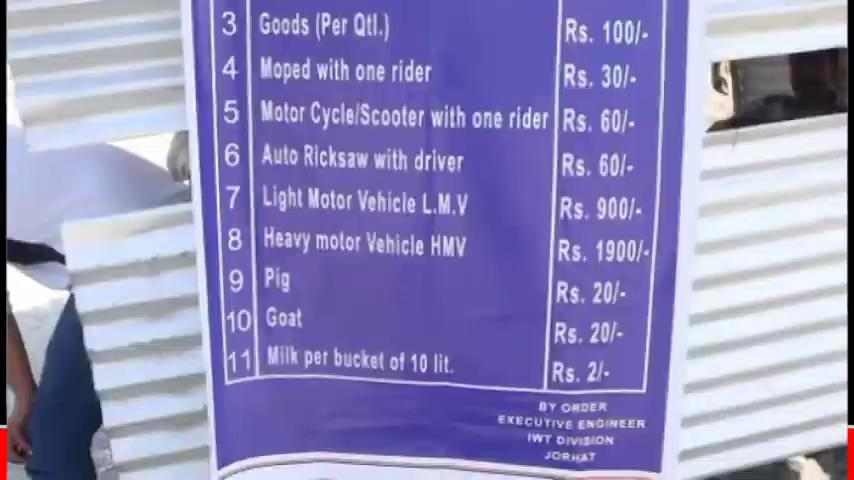 3 Goods (Per Qtl.) Rs. 100/-
4 Moped with one rider Rs. 30/-
5 Motor Cycle/Scooter with one rider Rs. 60/-
6 Auto Ricksaw with driver Rs. 60/-
7 Light Motor Vehicle L.M.V Rs. 900/-
8 Heavy motor Vehicle HMV Rs. 1900/-
9 Pig Rs. 20/-
10 Goat Rs. 20/-
11 Milk per bucket of 10 lit. Rs. 2/-
BY ORDER
EXECUTIVE ENGINEER
IWT DIVISION
JORHAT